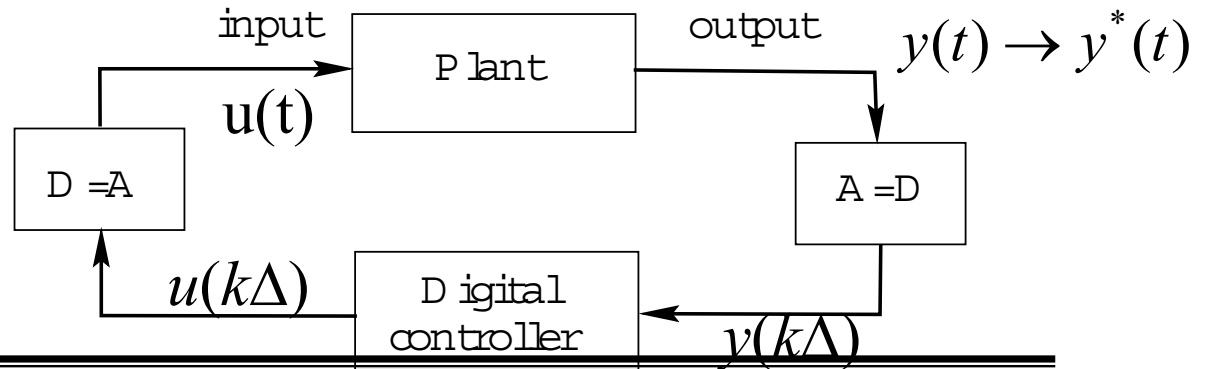 input
Plant
output
y(t) → y*(t)
u(t)
D=A
A=D
u(kΔ)
Digital
controller
y(kΔ)